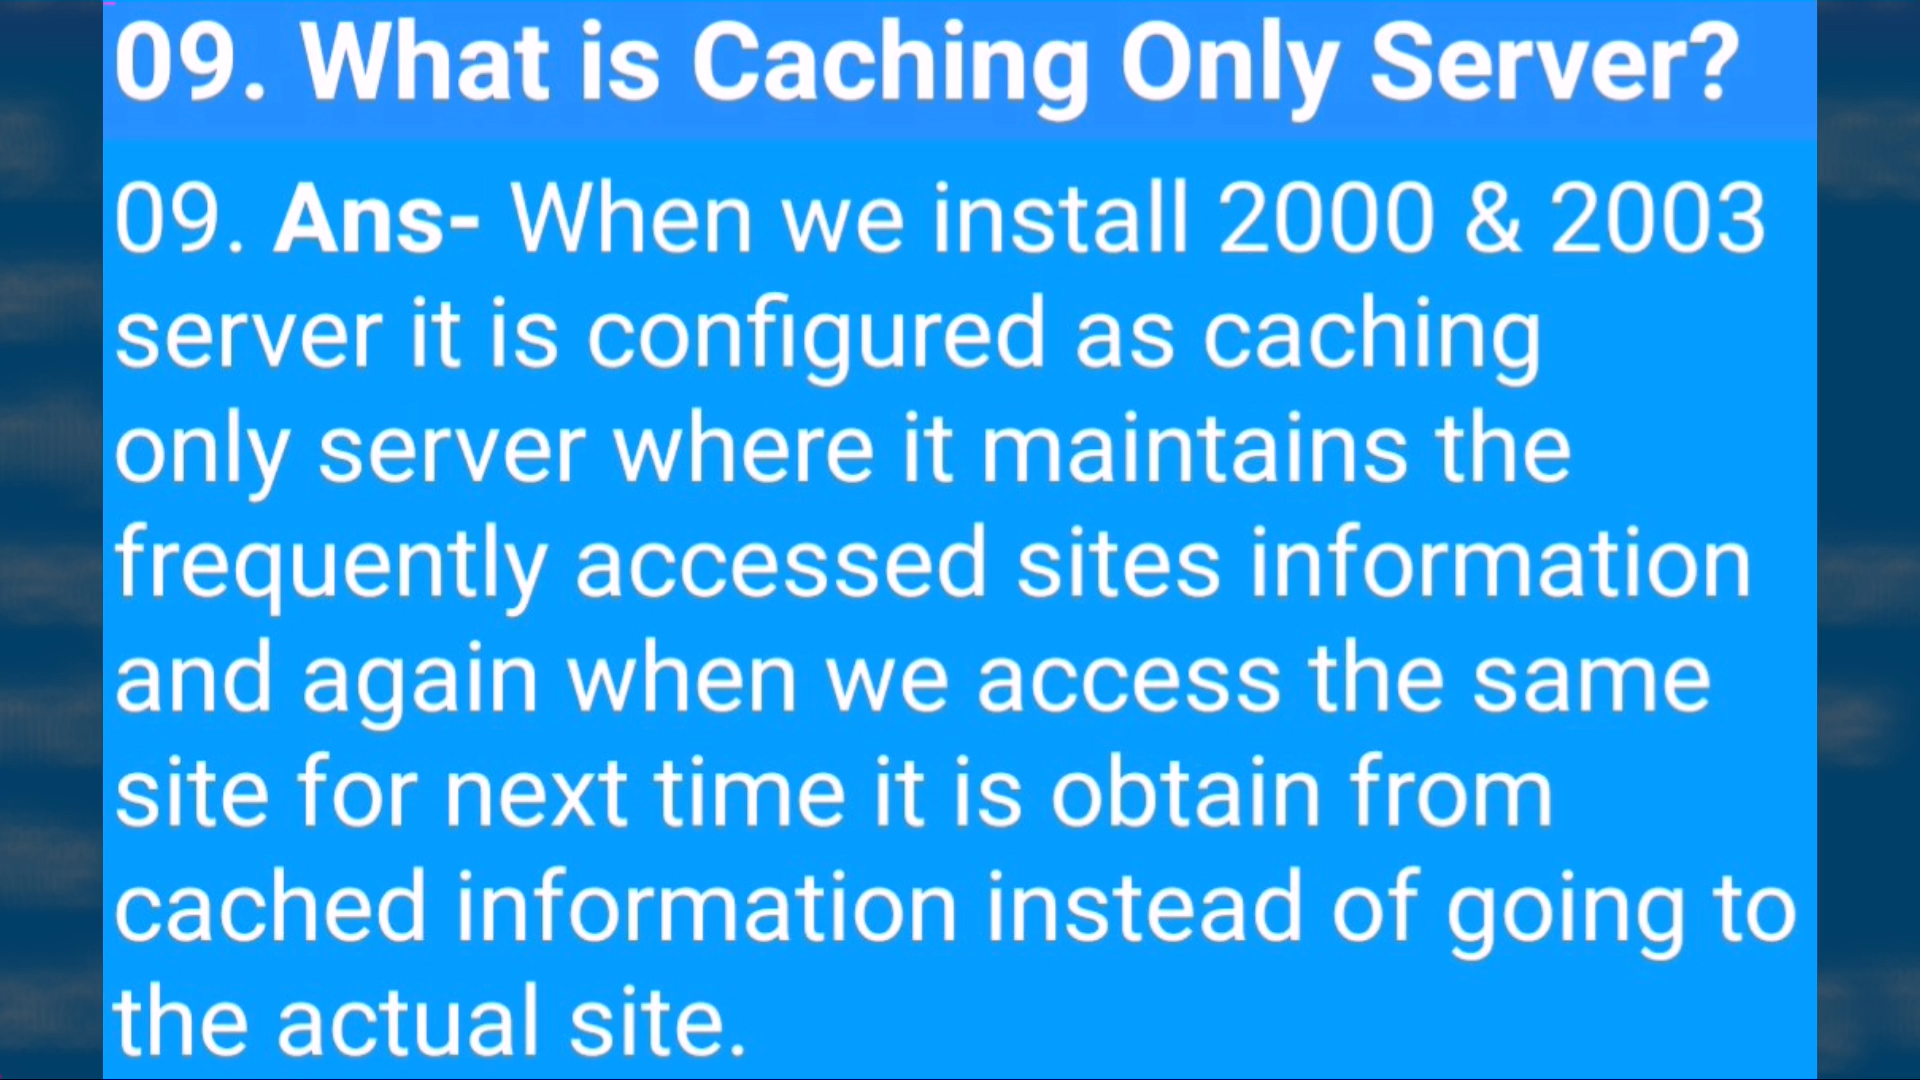 09. What is Caching Only Server?
09. Ans- When we install 2000 & 2003
server it is configured as caching
only server where it maintains the
frequently accessed sites information
and again when we access the same
site for next time it is obtain from
cached information instead of going to
the actual site.